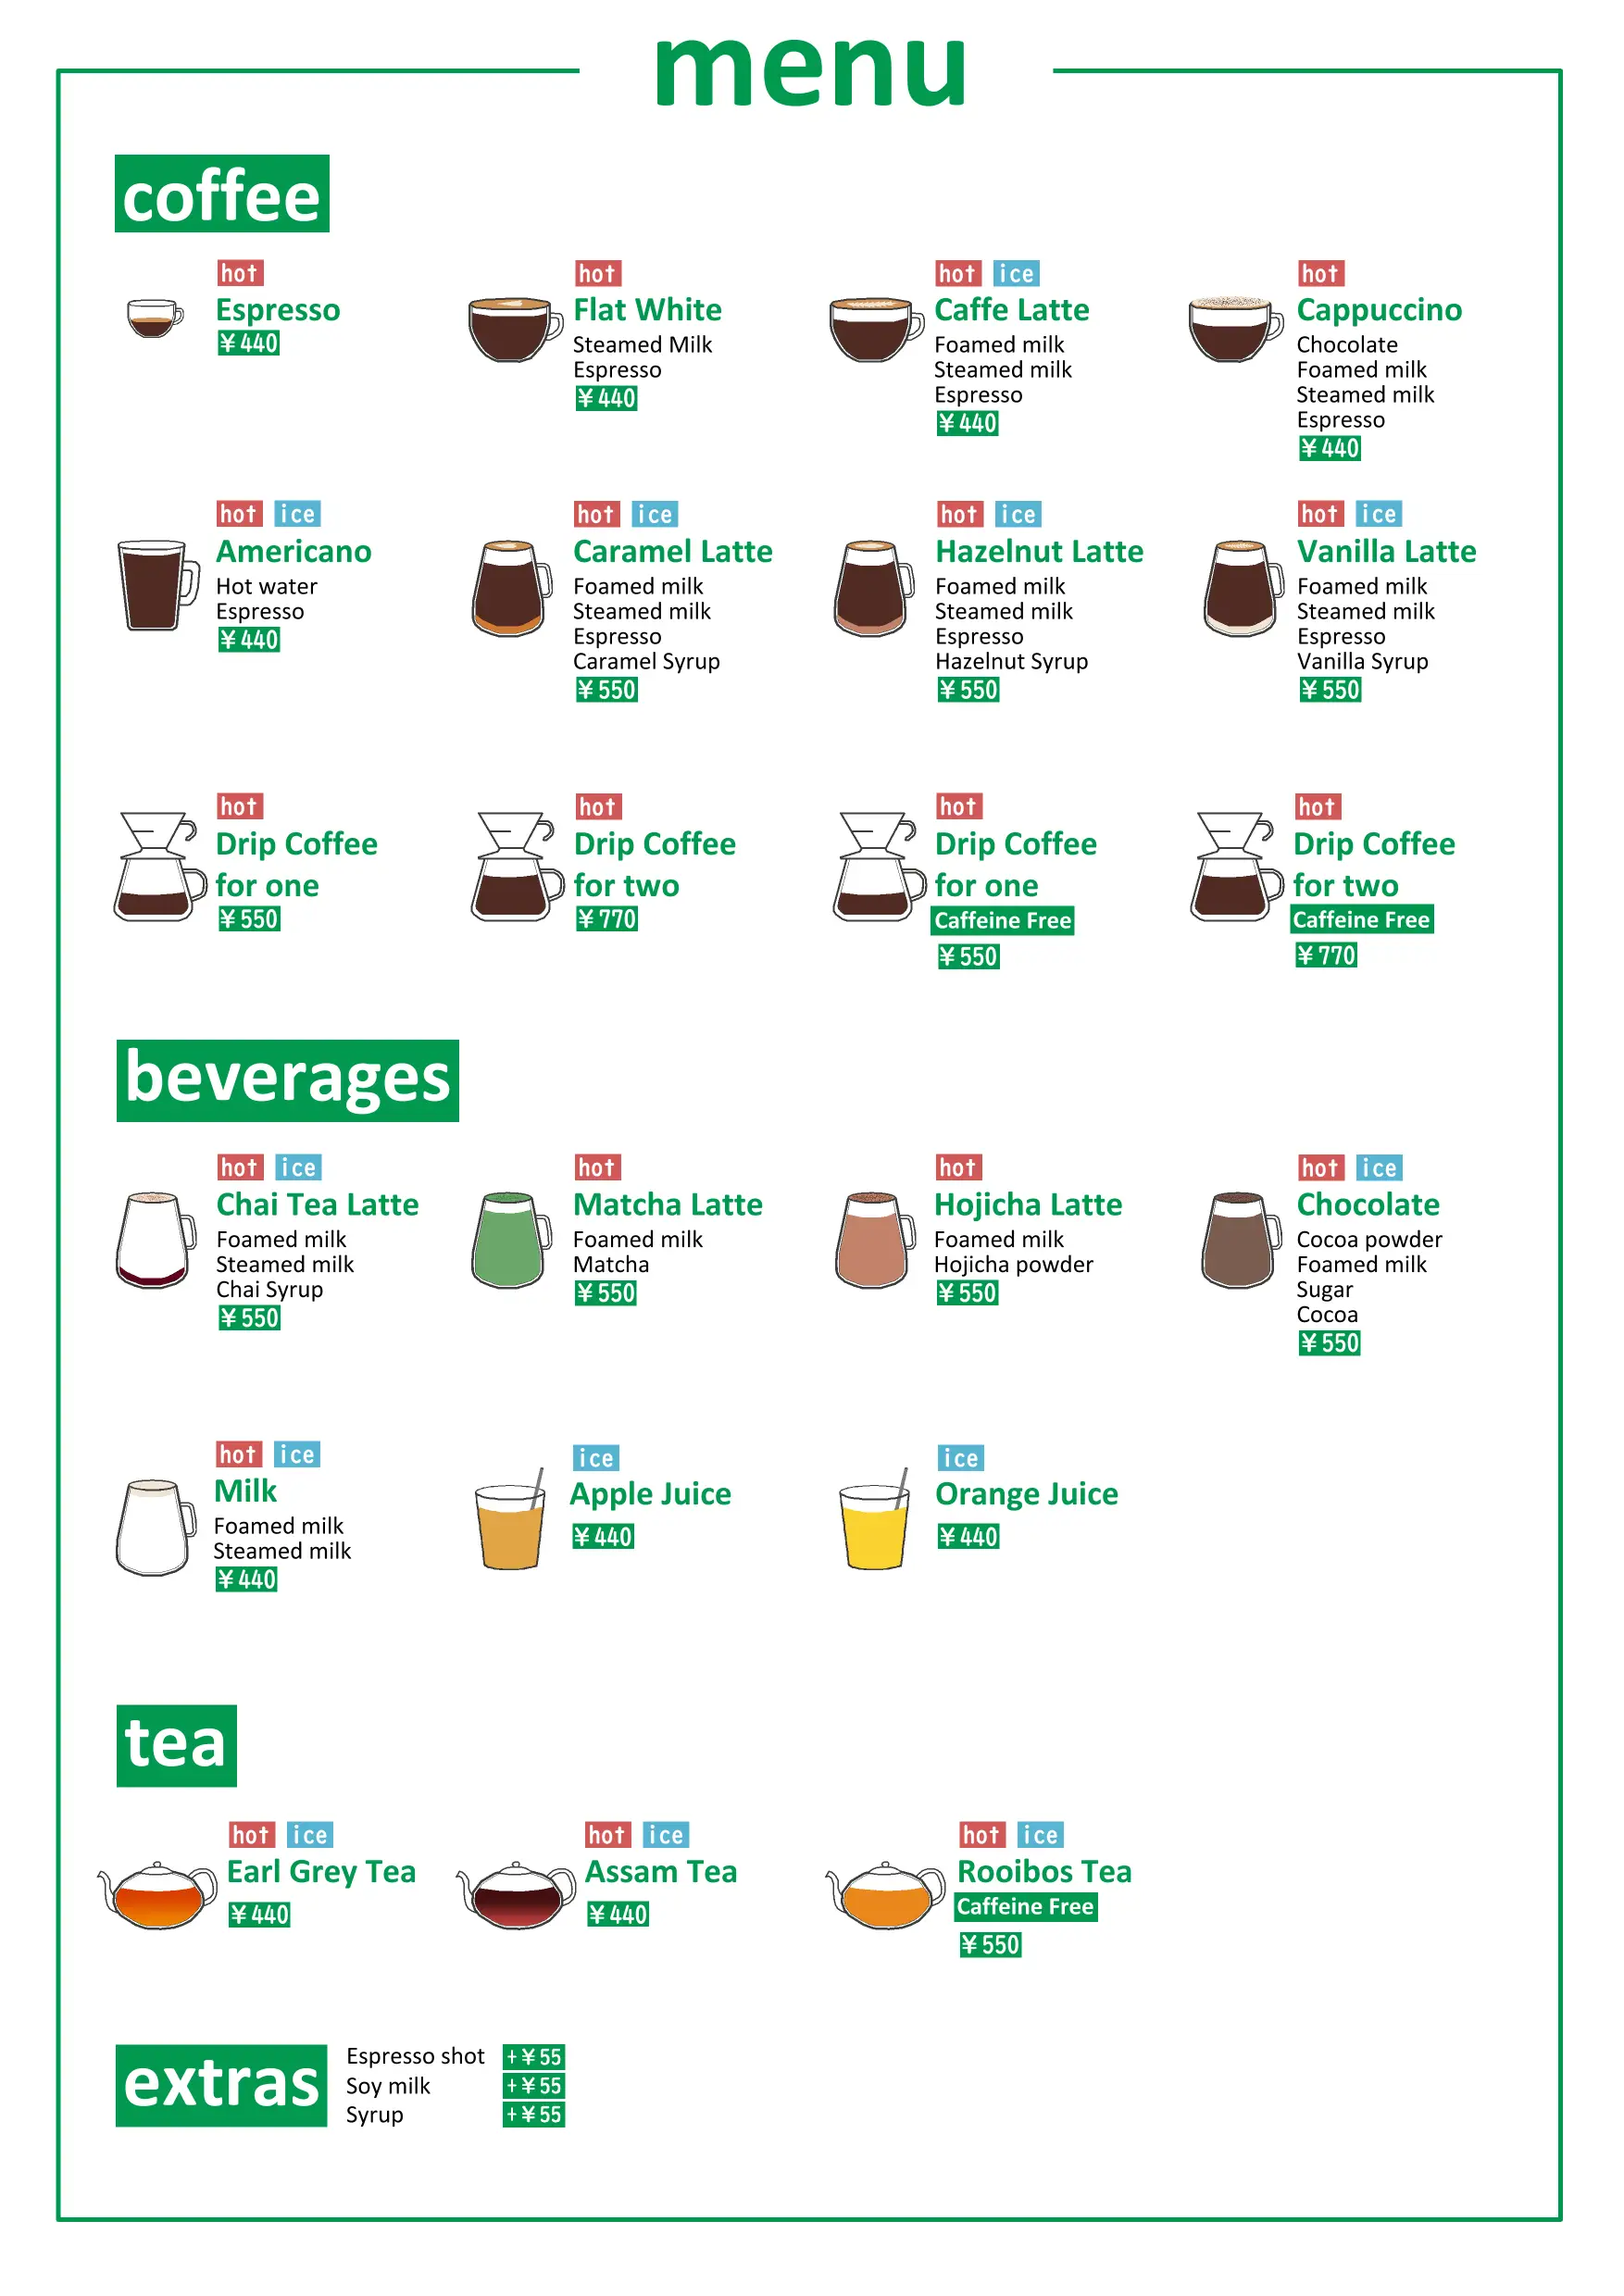 menu
coffee
hot
Espresso
¥440
hot
Flat White
Steamed Milk
Espresso
¥440
hot ice
Caffe Latte
Foamed milk
Steamed milk
Espresso
¥440
hot
Cappuccino
Chocolate
Foamed milk
Steamed milk
Espresso
¥440
hot ice
Americano
Hot water
Espresso
¥440
hot ice
Caramel Latte
Foamed milk
Steamed milk
Espresso
Caramel Syrup
¥550
hot ice
Hazelnut Latte
Foamed milk
Steamed milk
Espresso
Hazelnut Syrup
¥550
hot ice
Vanilla Latte
Foamed milk
Steamed milk
Espresso
Vanilla Syrup
¥550
hot
Drip Coffee
for one
¥550
hot
Drip Coffee
for two
¥770
hot
Drip Coffee
for one
Caffeine Free
¥550
hot
Drip Coffee
for two
Caffeine Free
¥770
beverages
hot ice
Chai Tea Latte
Foamed milk
Steamed milk
Chai Syrup
¥550
hot
Matcha Latte
Foamed milk
Matcha
¥550
hot
Hojicha Latte
Foamed milk
Hojicha powder
¥550
hot ice
Chocolate
Cocoa powder
Foamed milk
Sugar
Cocoa
¥550
hot ice
Milk
Foamed milk
Steamed milk
¥440
ice
Apple Juice
¥440
ice
Orange Juice
¥440
tea
hot ice
Earl Grey Tea
¥440
hot ice
Assam Tea
¥440
hot ice
Rooibos Tea
Caffeine Free
¥550
extras
Espresso shot +¥55
Soy milk +¥55
Syrup +¥55